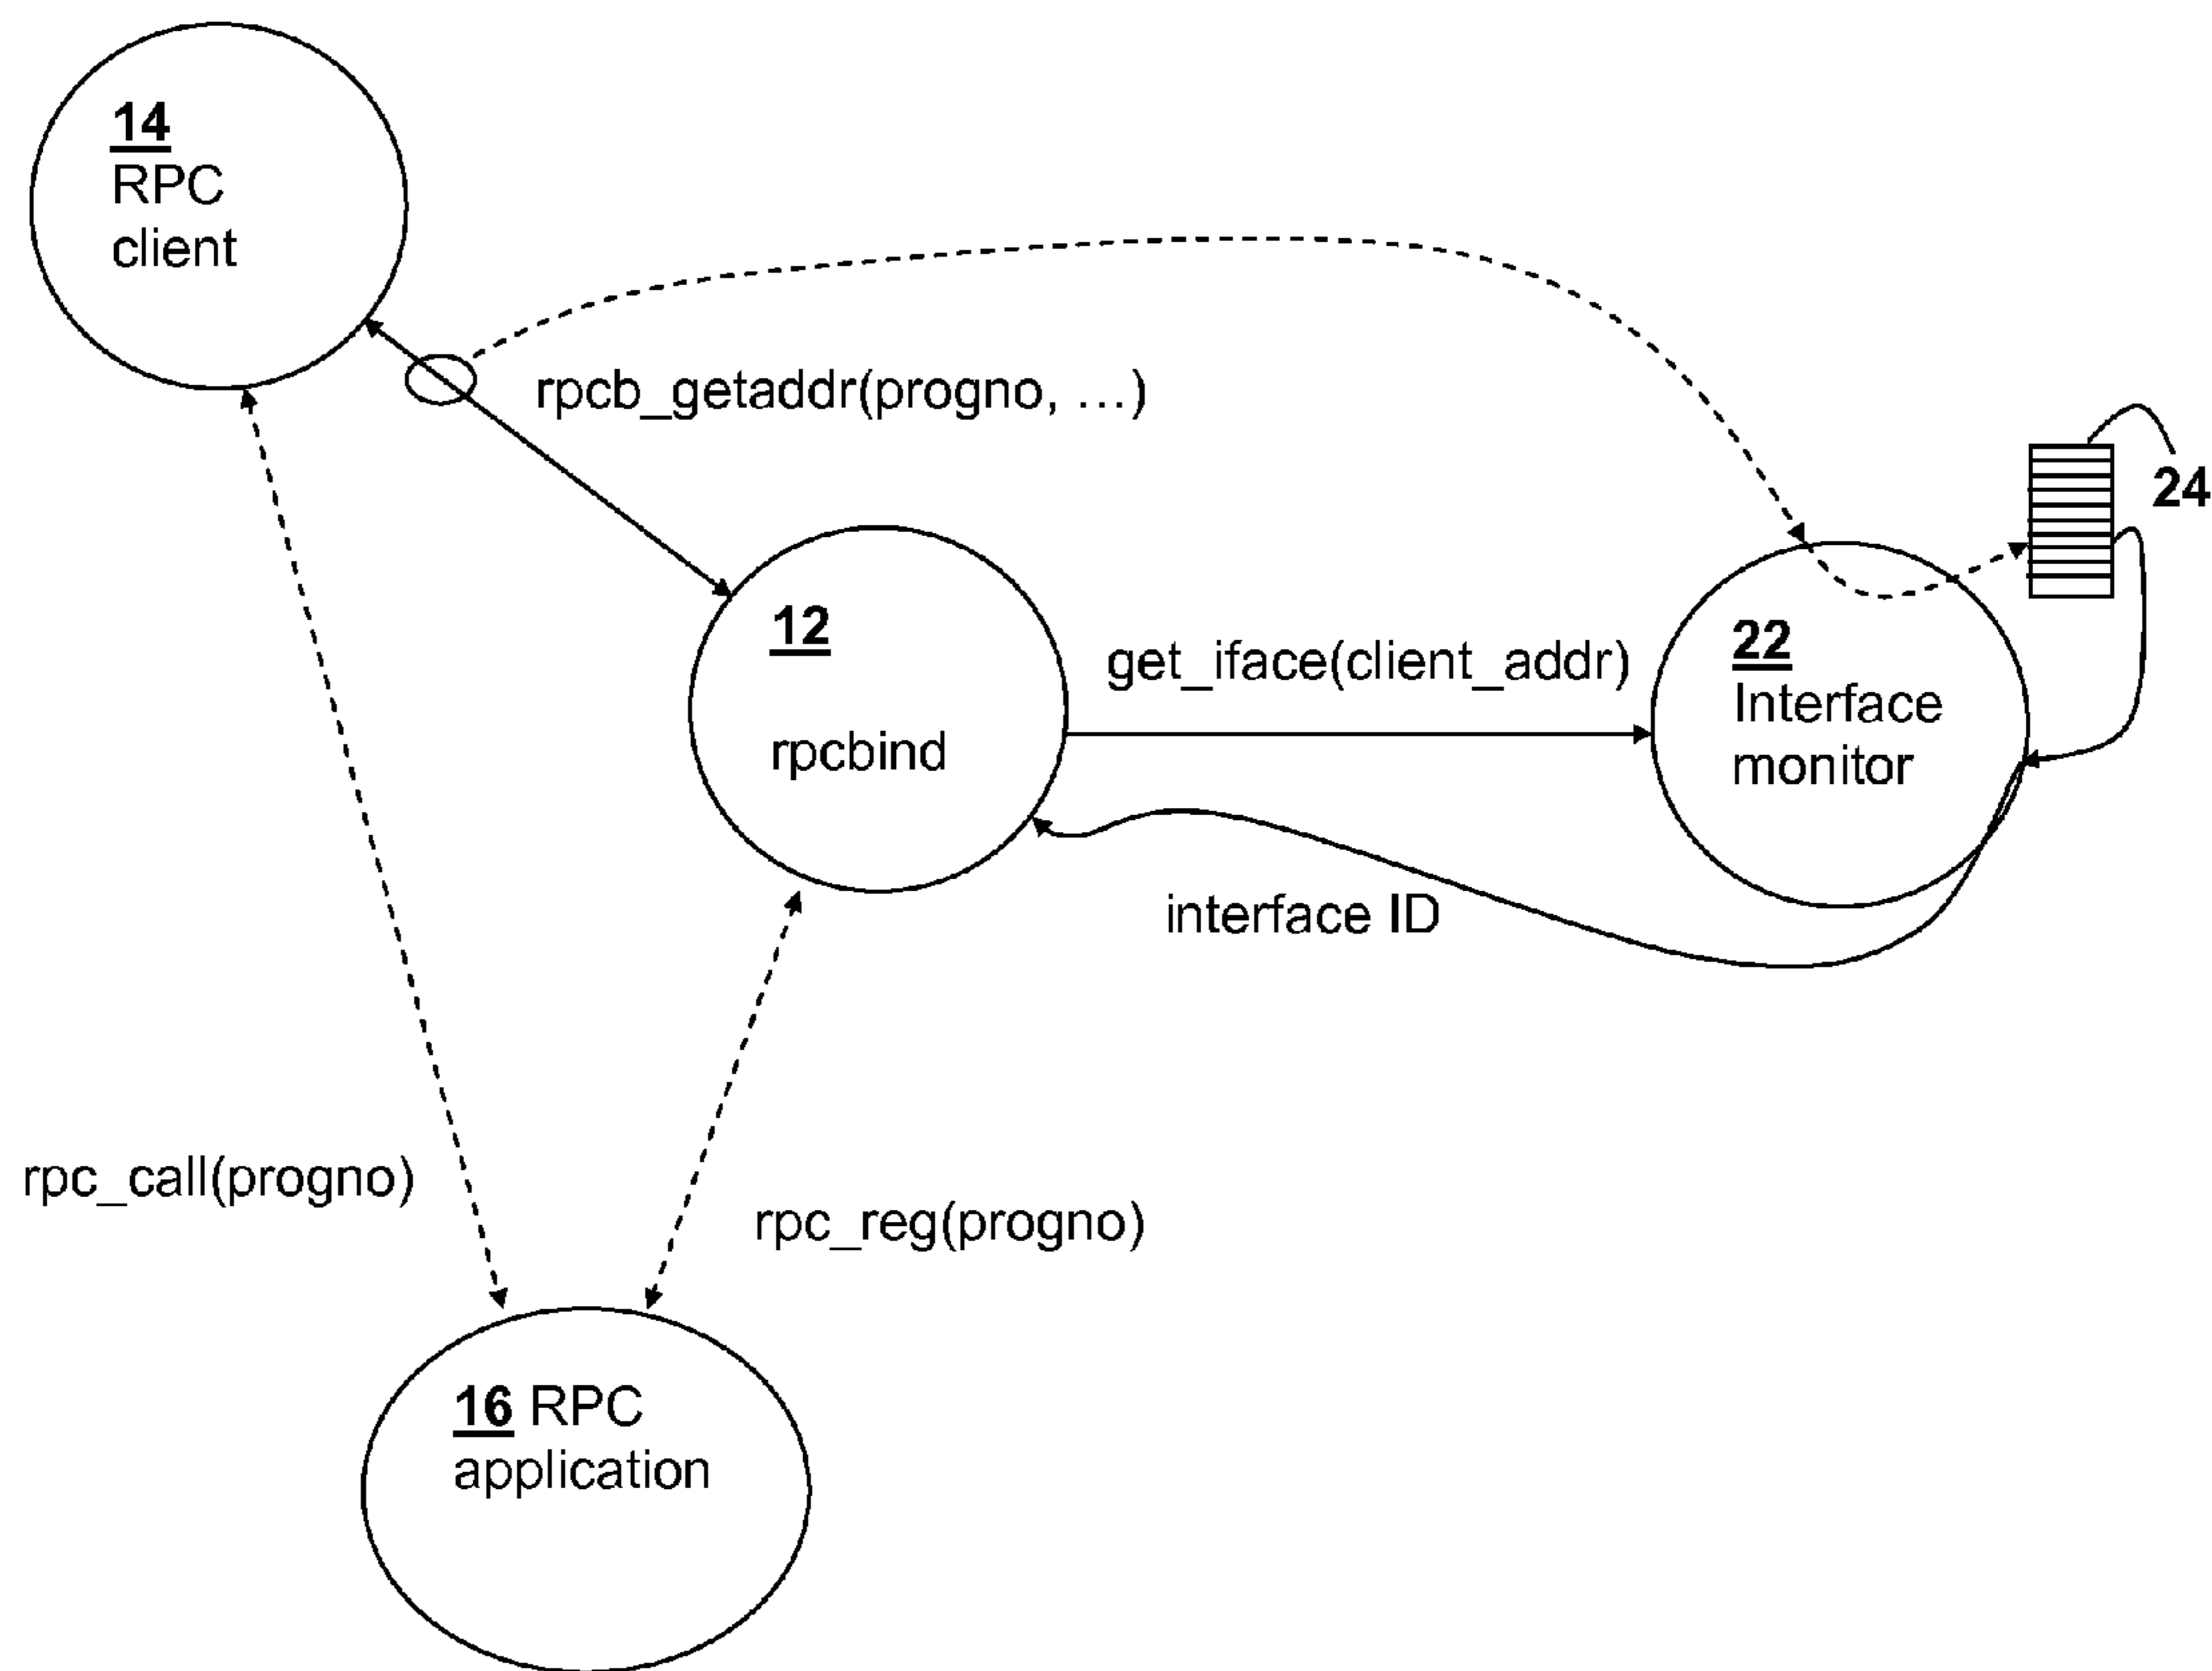 14
RPC
client
rpcb_getaddr(progno, ...)
24
12
rpcbind
get_iface(client_addr)
22
Interface
monitor
interface ID
rpc_call(progno)
rpc_reg(progno)
16 RPC
application